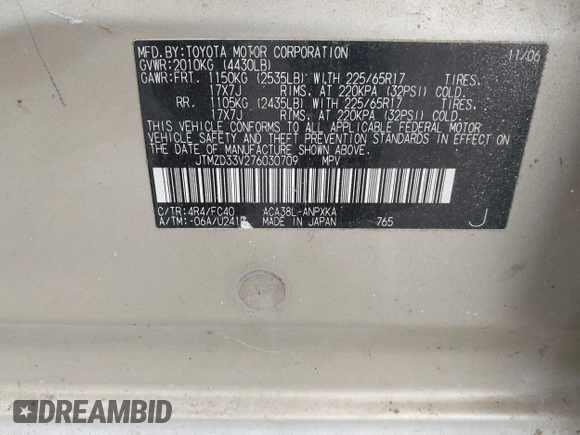 MFD. BY: TOYOTA MOTOR CORPORATION 11/06
GVWR: 2010KG (4430LB)
GAWR: FRT. 1150KG (2535LB) WITH 225/65R17 TIRES.
17X7J RIMS. AT 220KPA (32PSI) COLD.
RR. 1105KG (2435LB) WITH 225/65R17 TIRES.
17X7J RIMS. AT 220KPA (32PSI) COLD.
THIS VEHICLE CONFORMS TO ALL APPLICABLE FEDERAL MOTOR
VEHICLE SAFETY AND THEFT PREVENTION STANDARDS IN EFFECT ON
THE DATE OF MANUFACTURE SHOWN ABOVE.
JTMZD33V276030709 MPV
C/TR: 4R4/FC40 ACA38L-ANPXKA
A/TM: -06A/U241 MADE IN JAPAN 765 J
DREAMBID